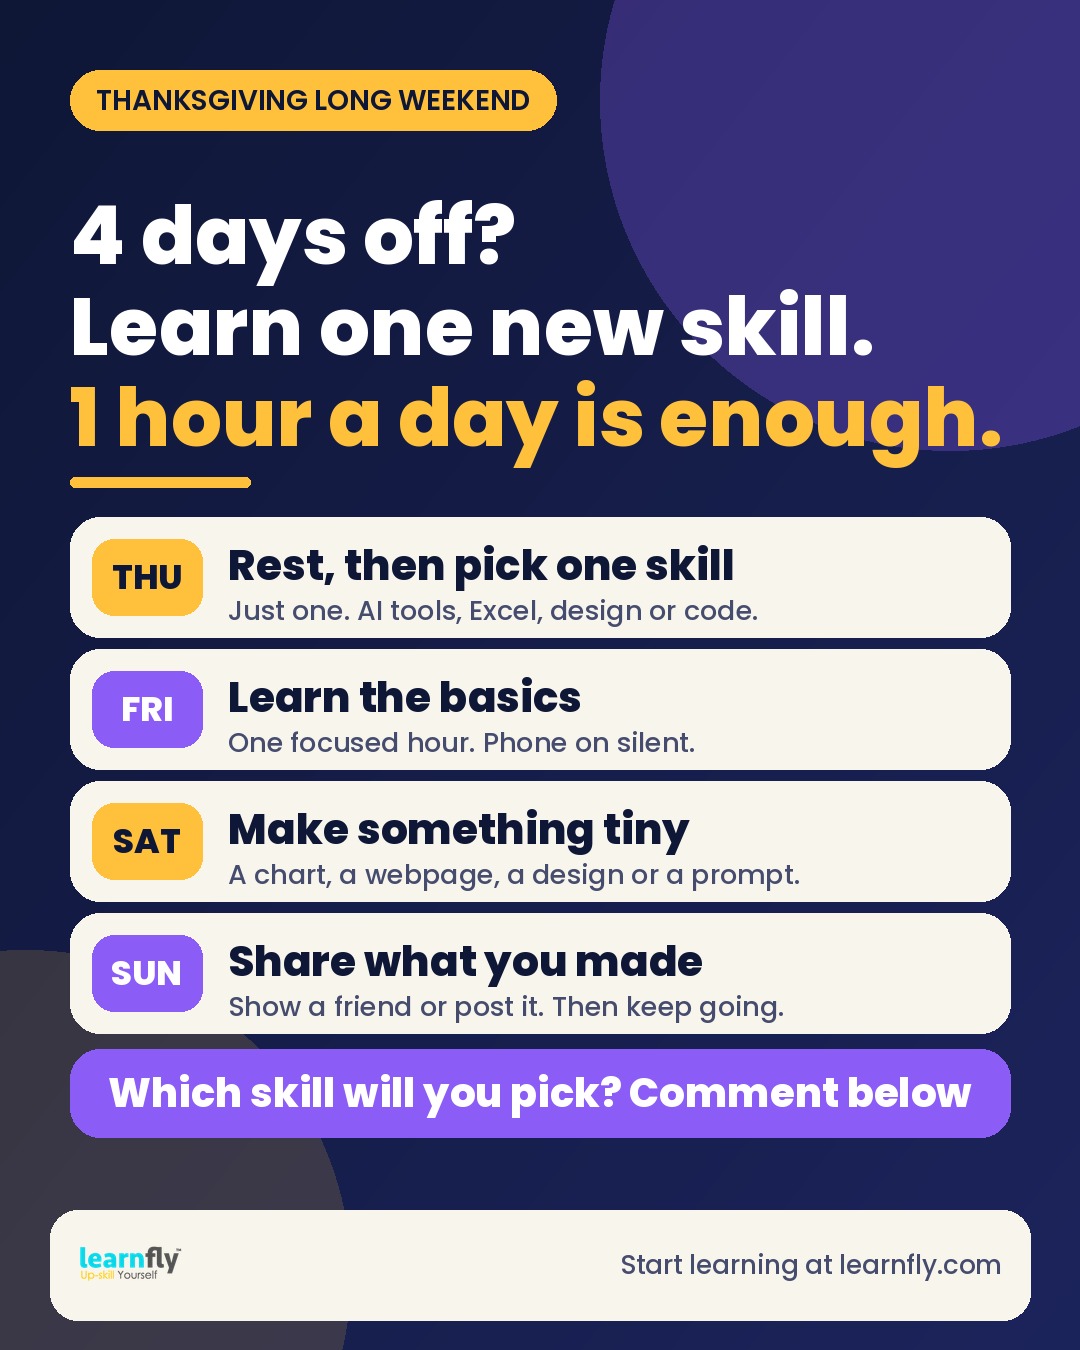 THANKSGIVING LONG WEEKEND
4 days off?
Learn one new skill.
1 hour a day is enough.
THU
Rest, then pick one skill
Just one. AI tools, Excel, design or code.
FRI
Learn the basics
One focused hour. Phone on silent.
SAT
Make something tiny
A chart, a webpage, a design or a prompt.
SUN
Share what you made
Show a friend or post it. Then keep going.
Which skill will you pick? Comment below
learnfly™
Up-skill Yourself
Start learning at learnfly.com